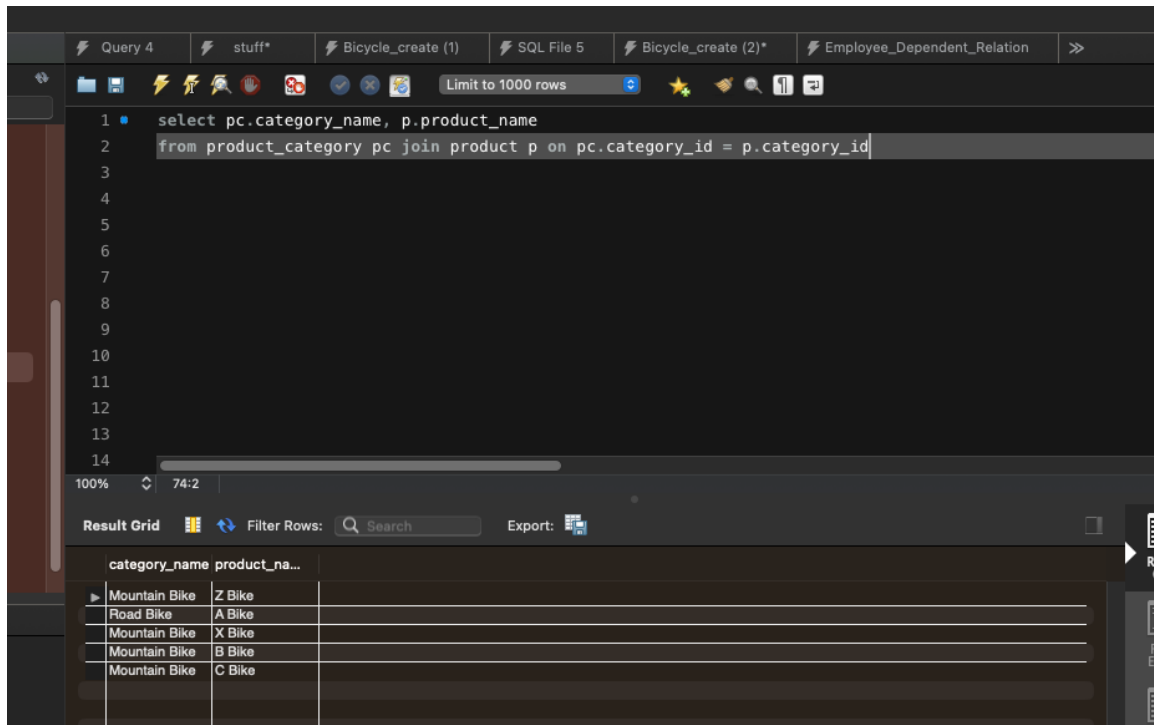 Query 4 stuff* Bicycle_create (1) SQL File 5 Bicycle_create (2)* Employee_Dependent_Relation
Limit to 1000 rows
1 select pc.category_name, p.product_name
2 from product_category pc join product p on pc.category_id = p.category_id
3
4
5
6
7
8
9
10
11
12
13
14
100% 74:2
Result Grid Filter Rows: Search Export:
category_name product_na...
Mountain Bike Z Bike
Road Bike A Bike
Mountain Bike X Bike
Mountain Bike B Bike
Mountain Bike C Bike